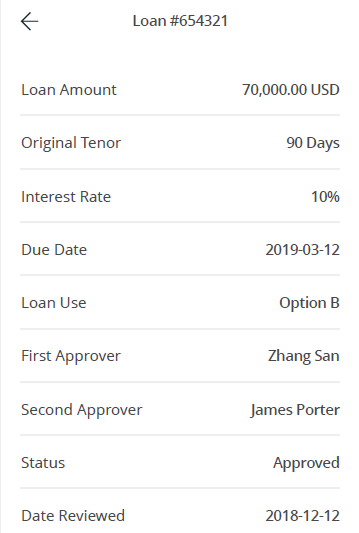 Loan #654321
Loan Amount 70,000.00 USD
Original Tenor 90 Days
Interest Rate 10%
Due Date 2019-03-12
Loan Use Option B
First Approver Zhang San
Second Approver James Porter
Status Approved
Date Reviewed 2018-12-12